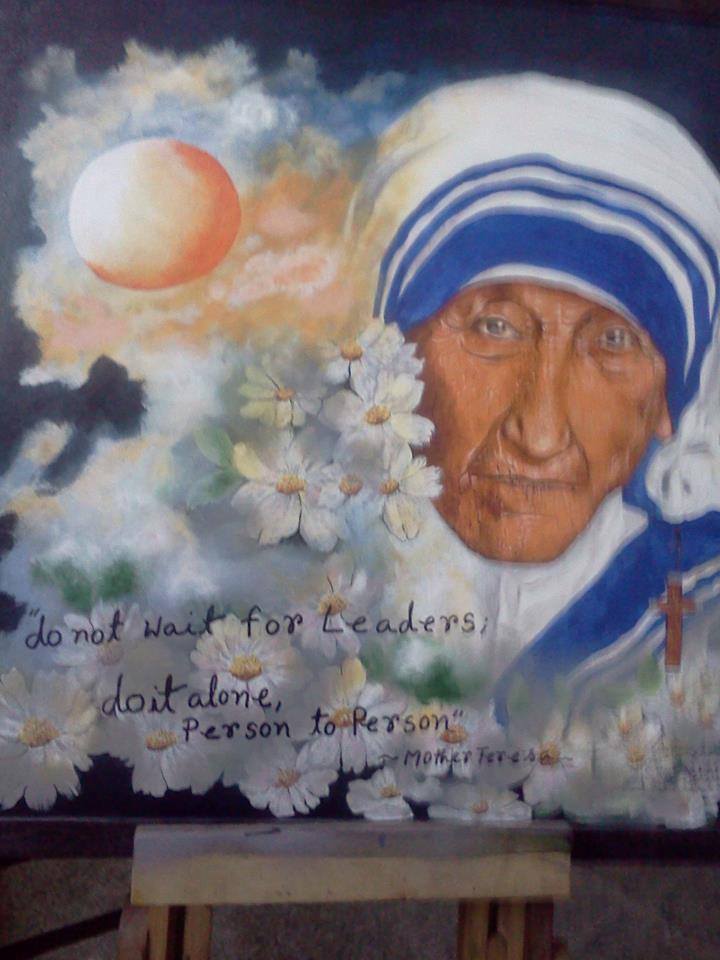 "do not wait for Leaders;
do it alone,
Person to Person"
~ Mother Teresa ~